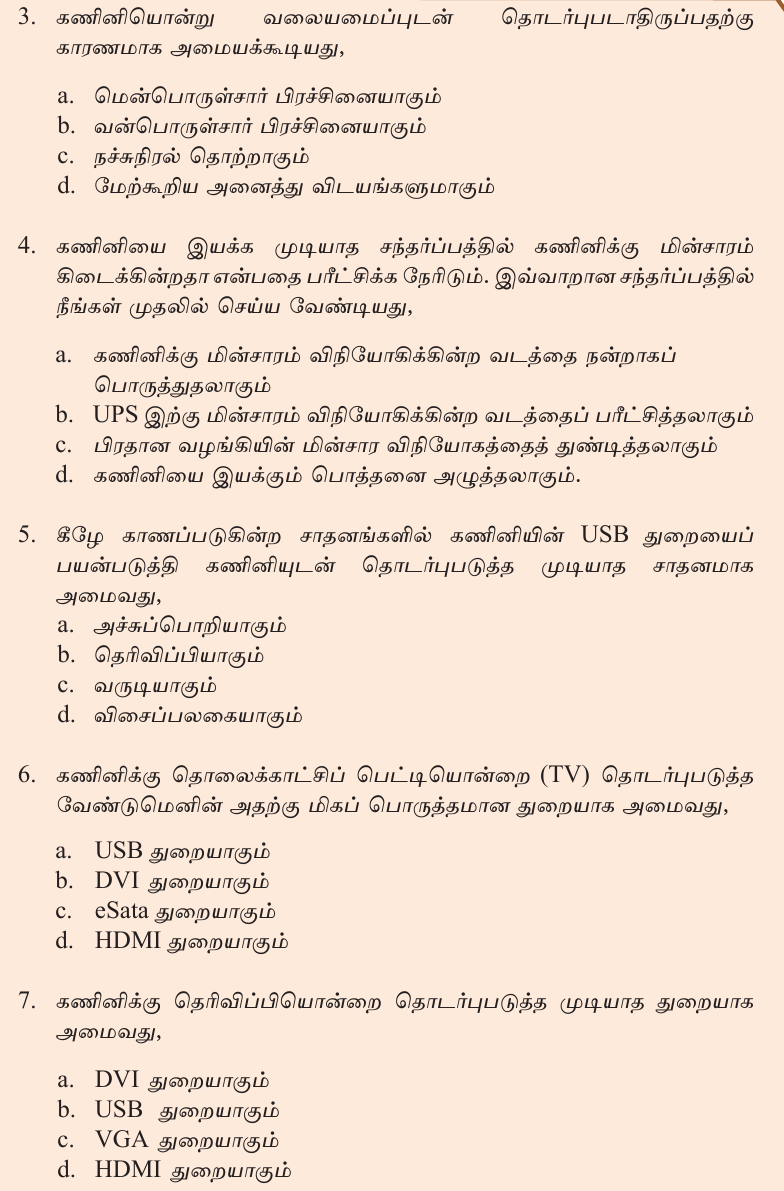 3. கணினியொன்று வலையமைப்புடன் தொடர்புபடாதிருப்பதற்கு
காரணமாக அமையக்கூடியது,
a. மென்பொருள்சார் பிரச்சினையாகும்
b. வன்பொருள்சார் பிரச்சினையாகும்
c. நச்சுநிரல் தொற்றாகும்
d. மேற்கூறிய அனைத்து விடயங்களுமாகும்
4. கணினியை இயக்க முடியாத சந்தர்ப்பத்தில் கணினிக்கு மின்சாரம்
கிடைக்கின்றதா என்பதை பரீட்சிக்க நேரிடும். இவ்வாறான சந்தர்ப்பத்தில்
நீங்கள் முதலில் செய்ய வேண்டியது,
a. கணினிக்கு மின்சாரம் விநியோகிக்கின்ற வடத்தை நன்றாகப்
பொருத்துதலாகும்
b. UPS இற்கு மின்சாரம் விநியோகிக்கின்ற வடத்தைப் பரீட்சித்தலாகும்
c. பிரதான வழங்கியின் மின்சார விநியோகத்தைத் துண்டித்தலாகும்
d. கணினியை இயக்கும் பொத்தனை அழுத்தலாகும்.
5. கீழே காணப்படுகின்ற சாதனங்களில் கணினியின் USB துறையைப்
பயன்படுத்தி கணினியுடன் தொடர்புபடுத்த முடியாத சாதனமாக
அமைவது,
a. அச்சுப்பொறியாகும்
b. தெரிவிப்பியாகும்
c. வருடியாகும்
d. விசைப்பலகையாகும்
6. கணினிக்கு தொலைக்காட்சிப் பெட்டியொன்றை (TV) தொடர்புபடுத்த
வேண்டுமெனின் அதற்கு மிகப் பொருத்தமான துறையாக அமைவது,
a. USB துறையாகும்
b. DVI துறையாகும்
c. eSata துறையாகும்
d. HDMI துறையாகும்
7. கணினிக்கு தெரிவிப்பியொன்றை தொடர்புபடுத்த முடியாத துறையாக
அமைவது,
a. DVI துறையாகும்
b. USB துறையாகும்
c. VGA துறையாகும்
d. HDMI துறையாகும்